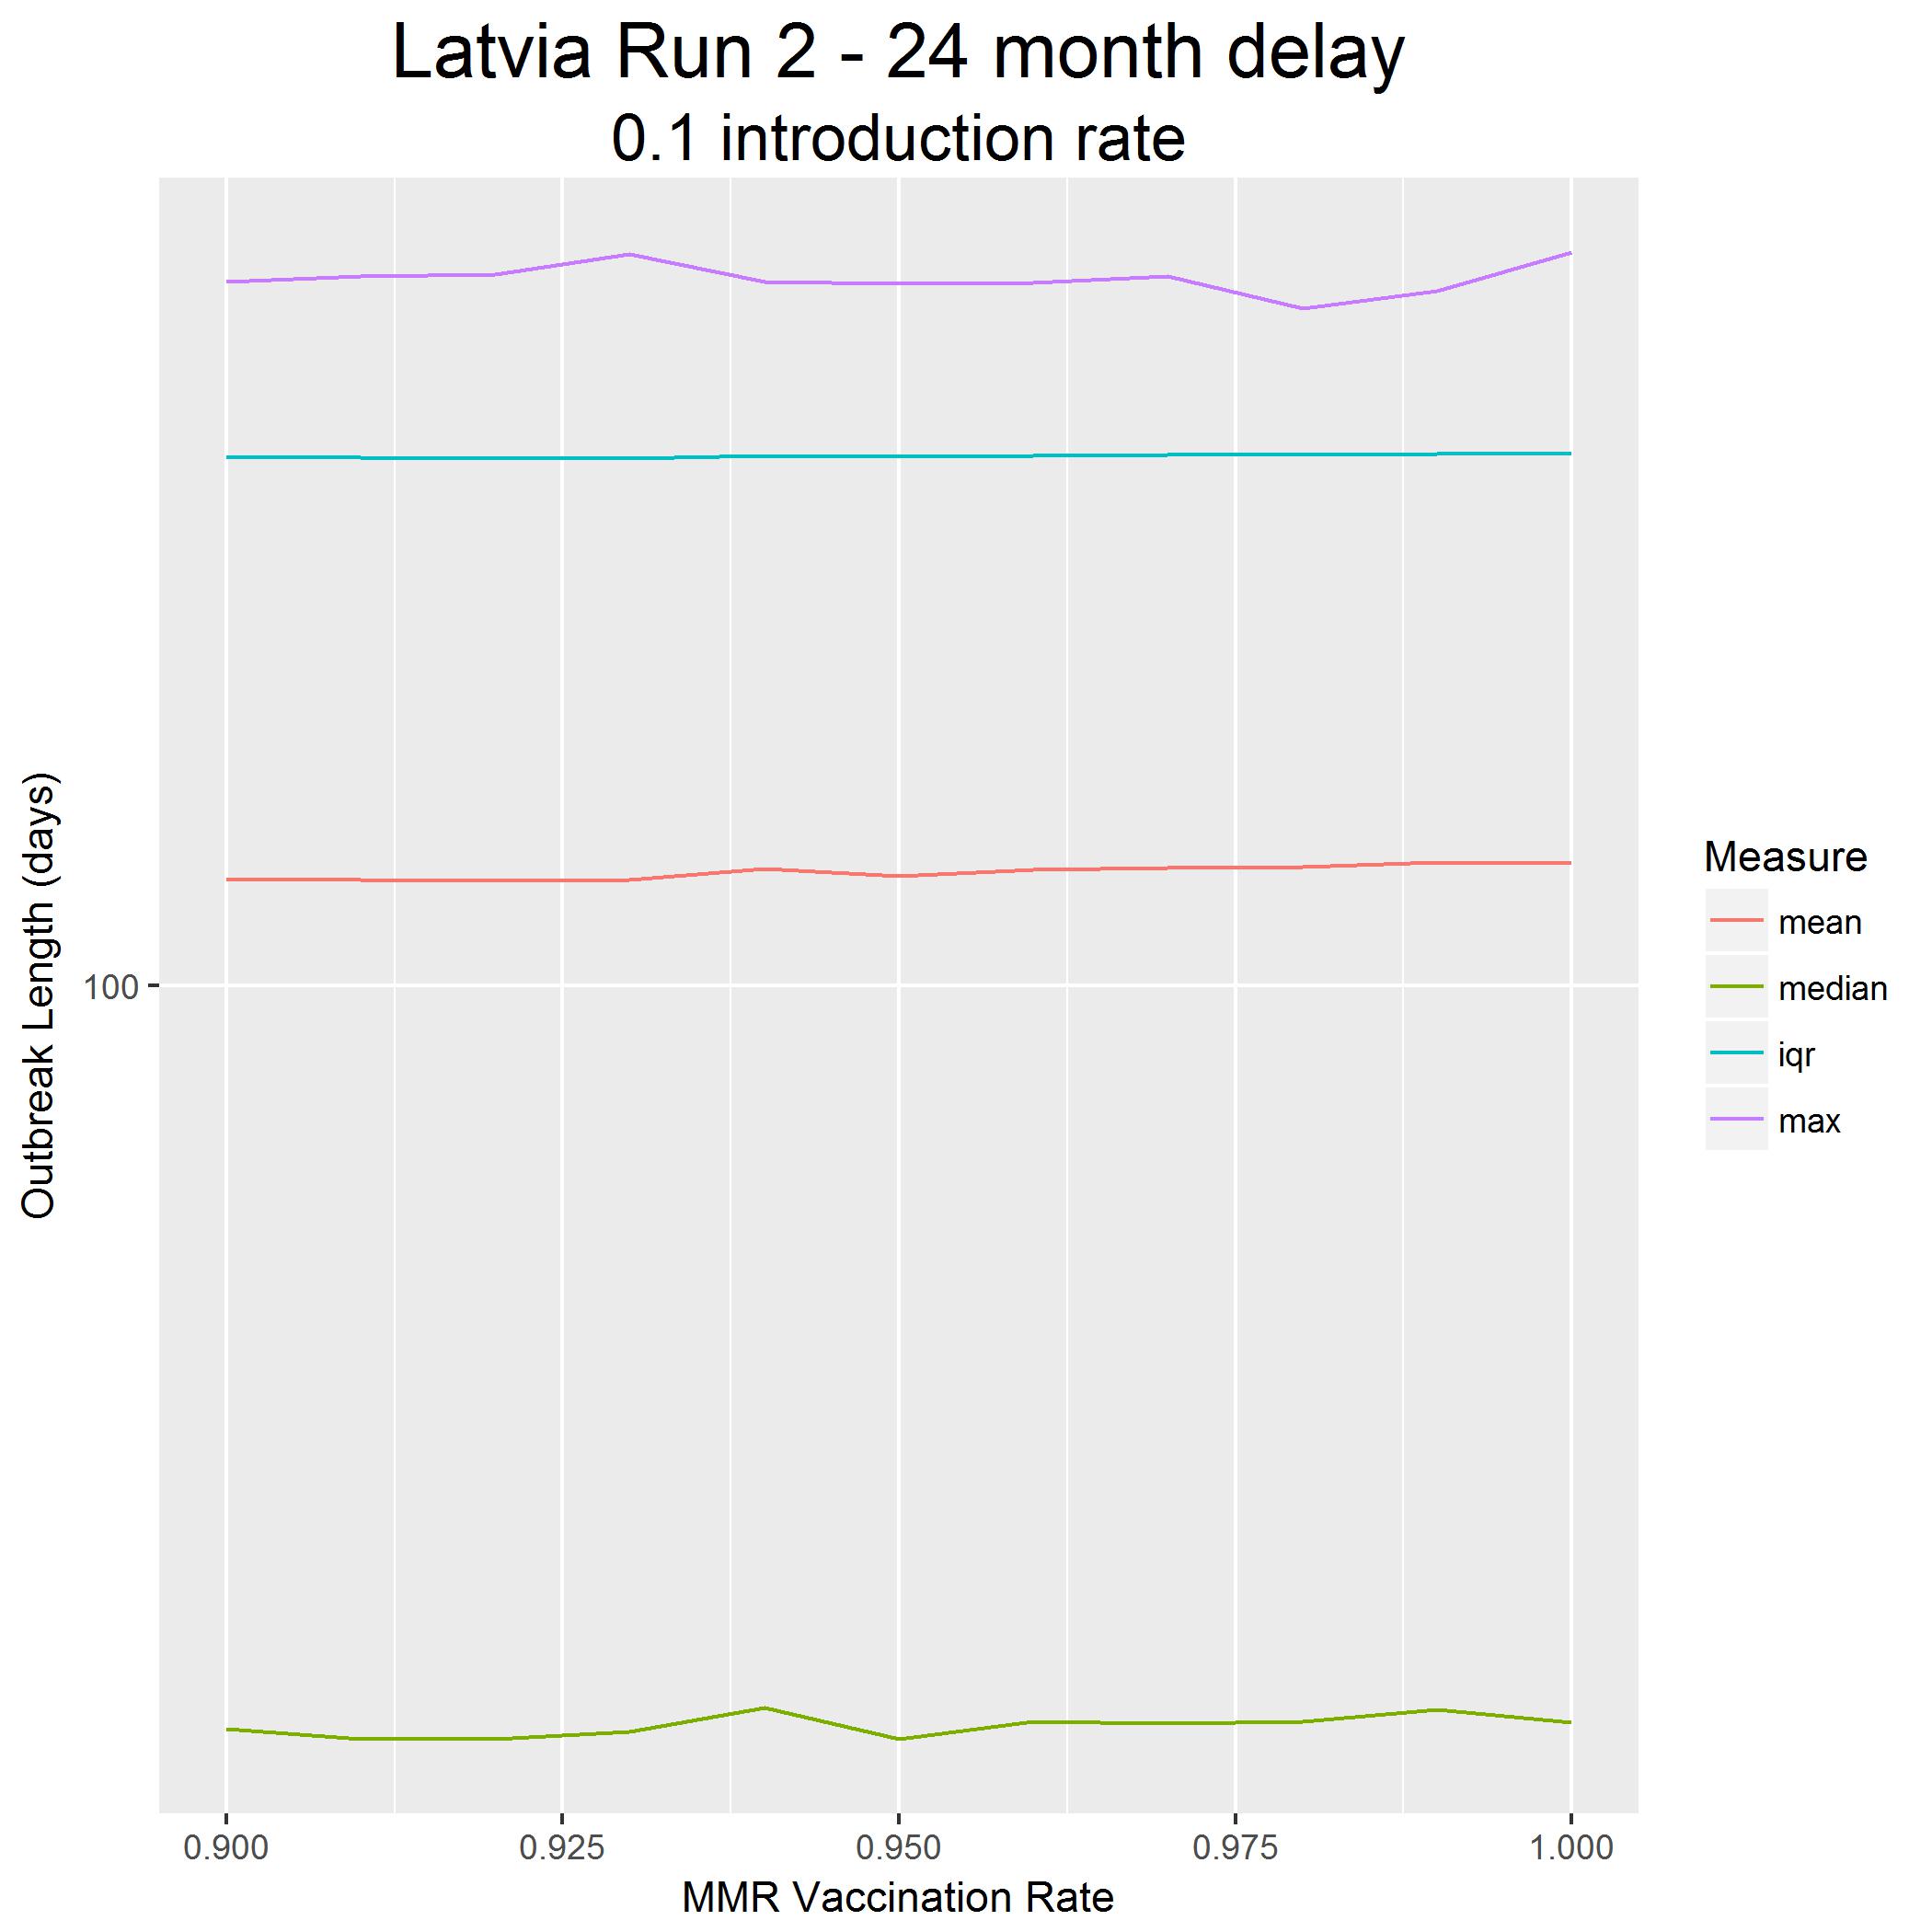 Latvia Run 2 - 24 month delay
0.1 introduction rate
Outbreak Length (days)
100
0.900
0.925
0.950
0.975
1.000
MMR Vaccination Rate
Measure
mean
median
iqr
max